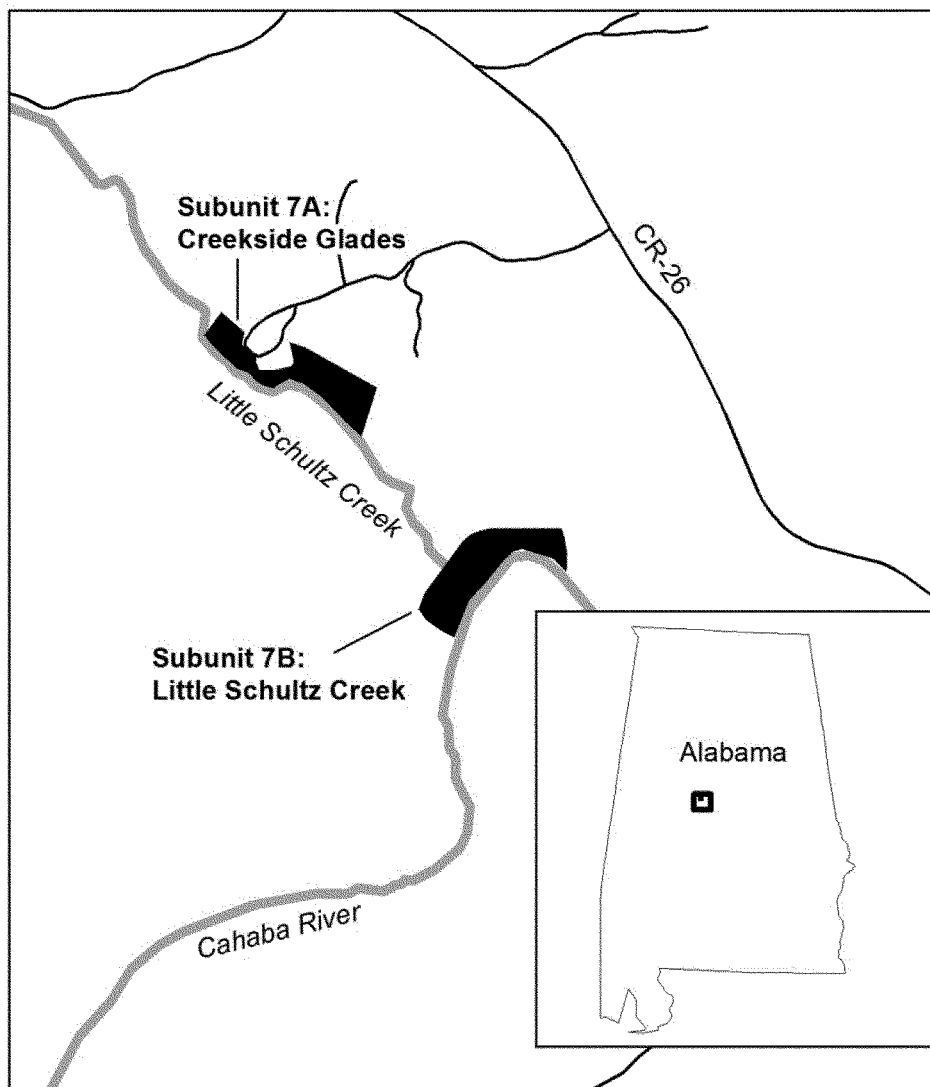 Subunit 7A:
Creekside Glades
CR-26
Little Schultz Creek
Subunit 7B:
Little Schultz Creek
Alabama
Cahaba River